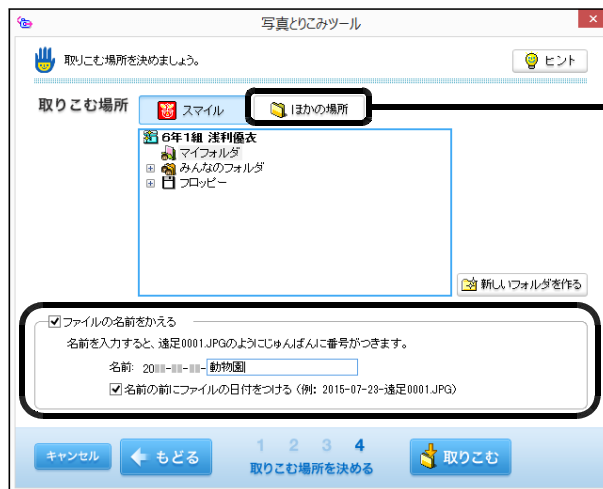 写真とりこみツール
取りこむ場所を決めましょう。
ヒント
取りこむ場所
スマイル
ほかの場所
6年1組 浅利優衣
マイフォルダ
みんなのフォルダ
フロッピー
新しいフォルダを作る
ファイルの名前をかえる
名前を入力すると、遠足0001.JPGのようにじゅんばんに番号がつきます。
名前: 20 - - -動物園
名前の前にファイルの日付をつける (例: 2015-07-23-遠足0001.JPG)
キャンセル
もどる
1 2 3 4
取りこむ場所を決める
取りこむ